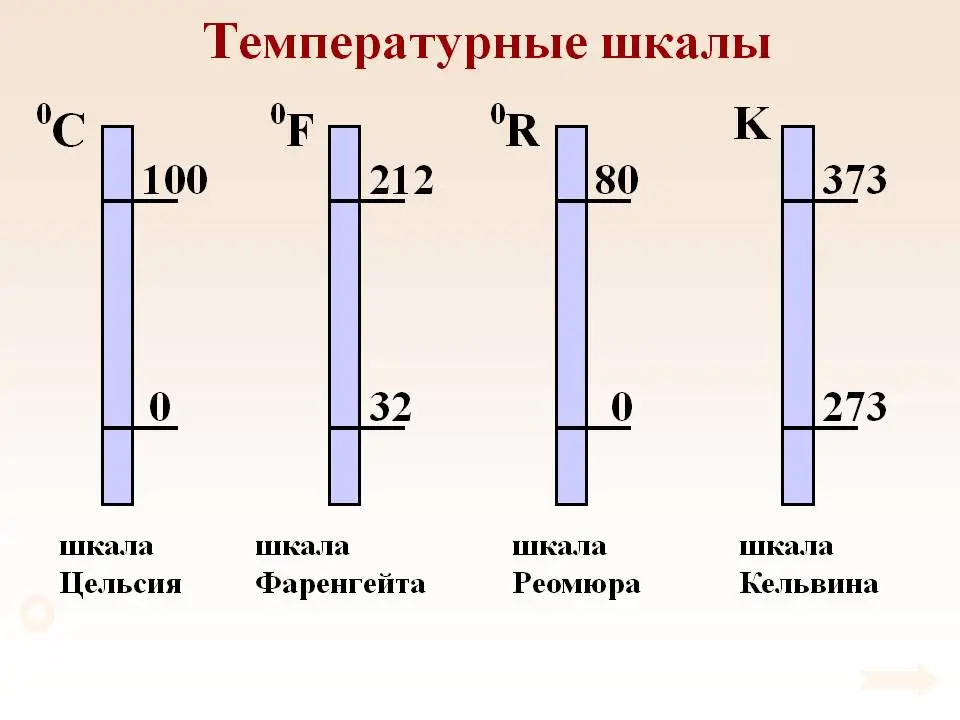 Температурные шкалы
⁰C ⁰F ⁰R K
100 212 80 373
0 32 0 273
шкала шкала шкала шкала
Цельсия Фаренгейта Реомюра Кельвина